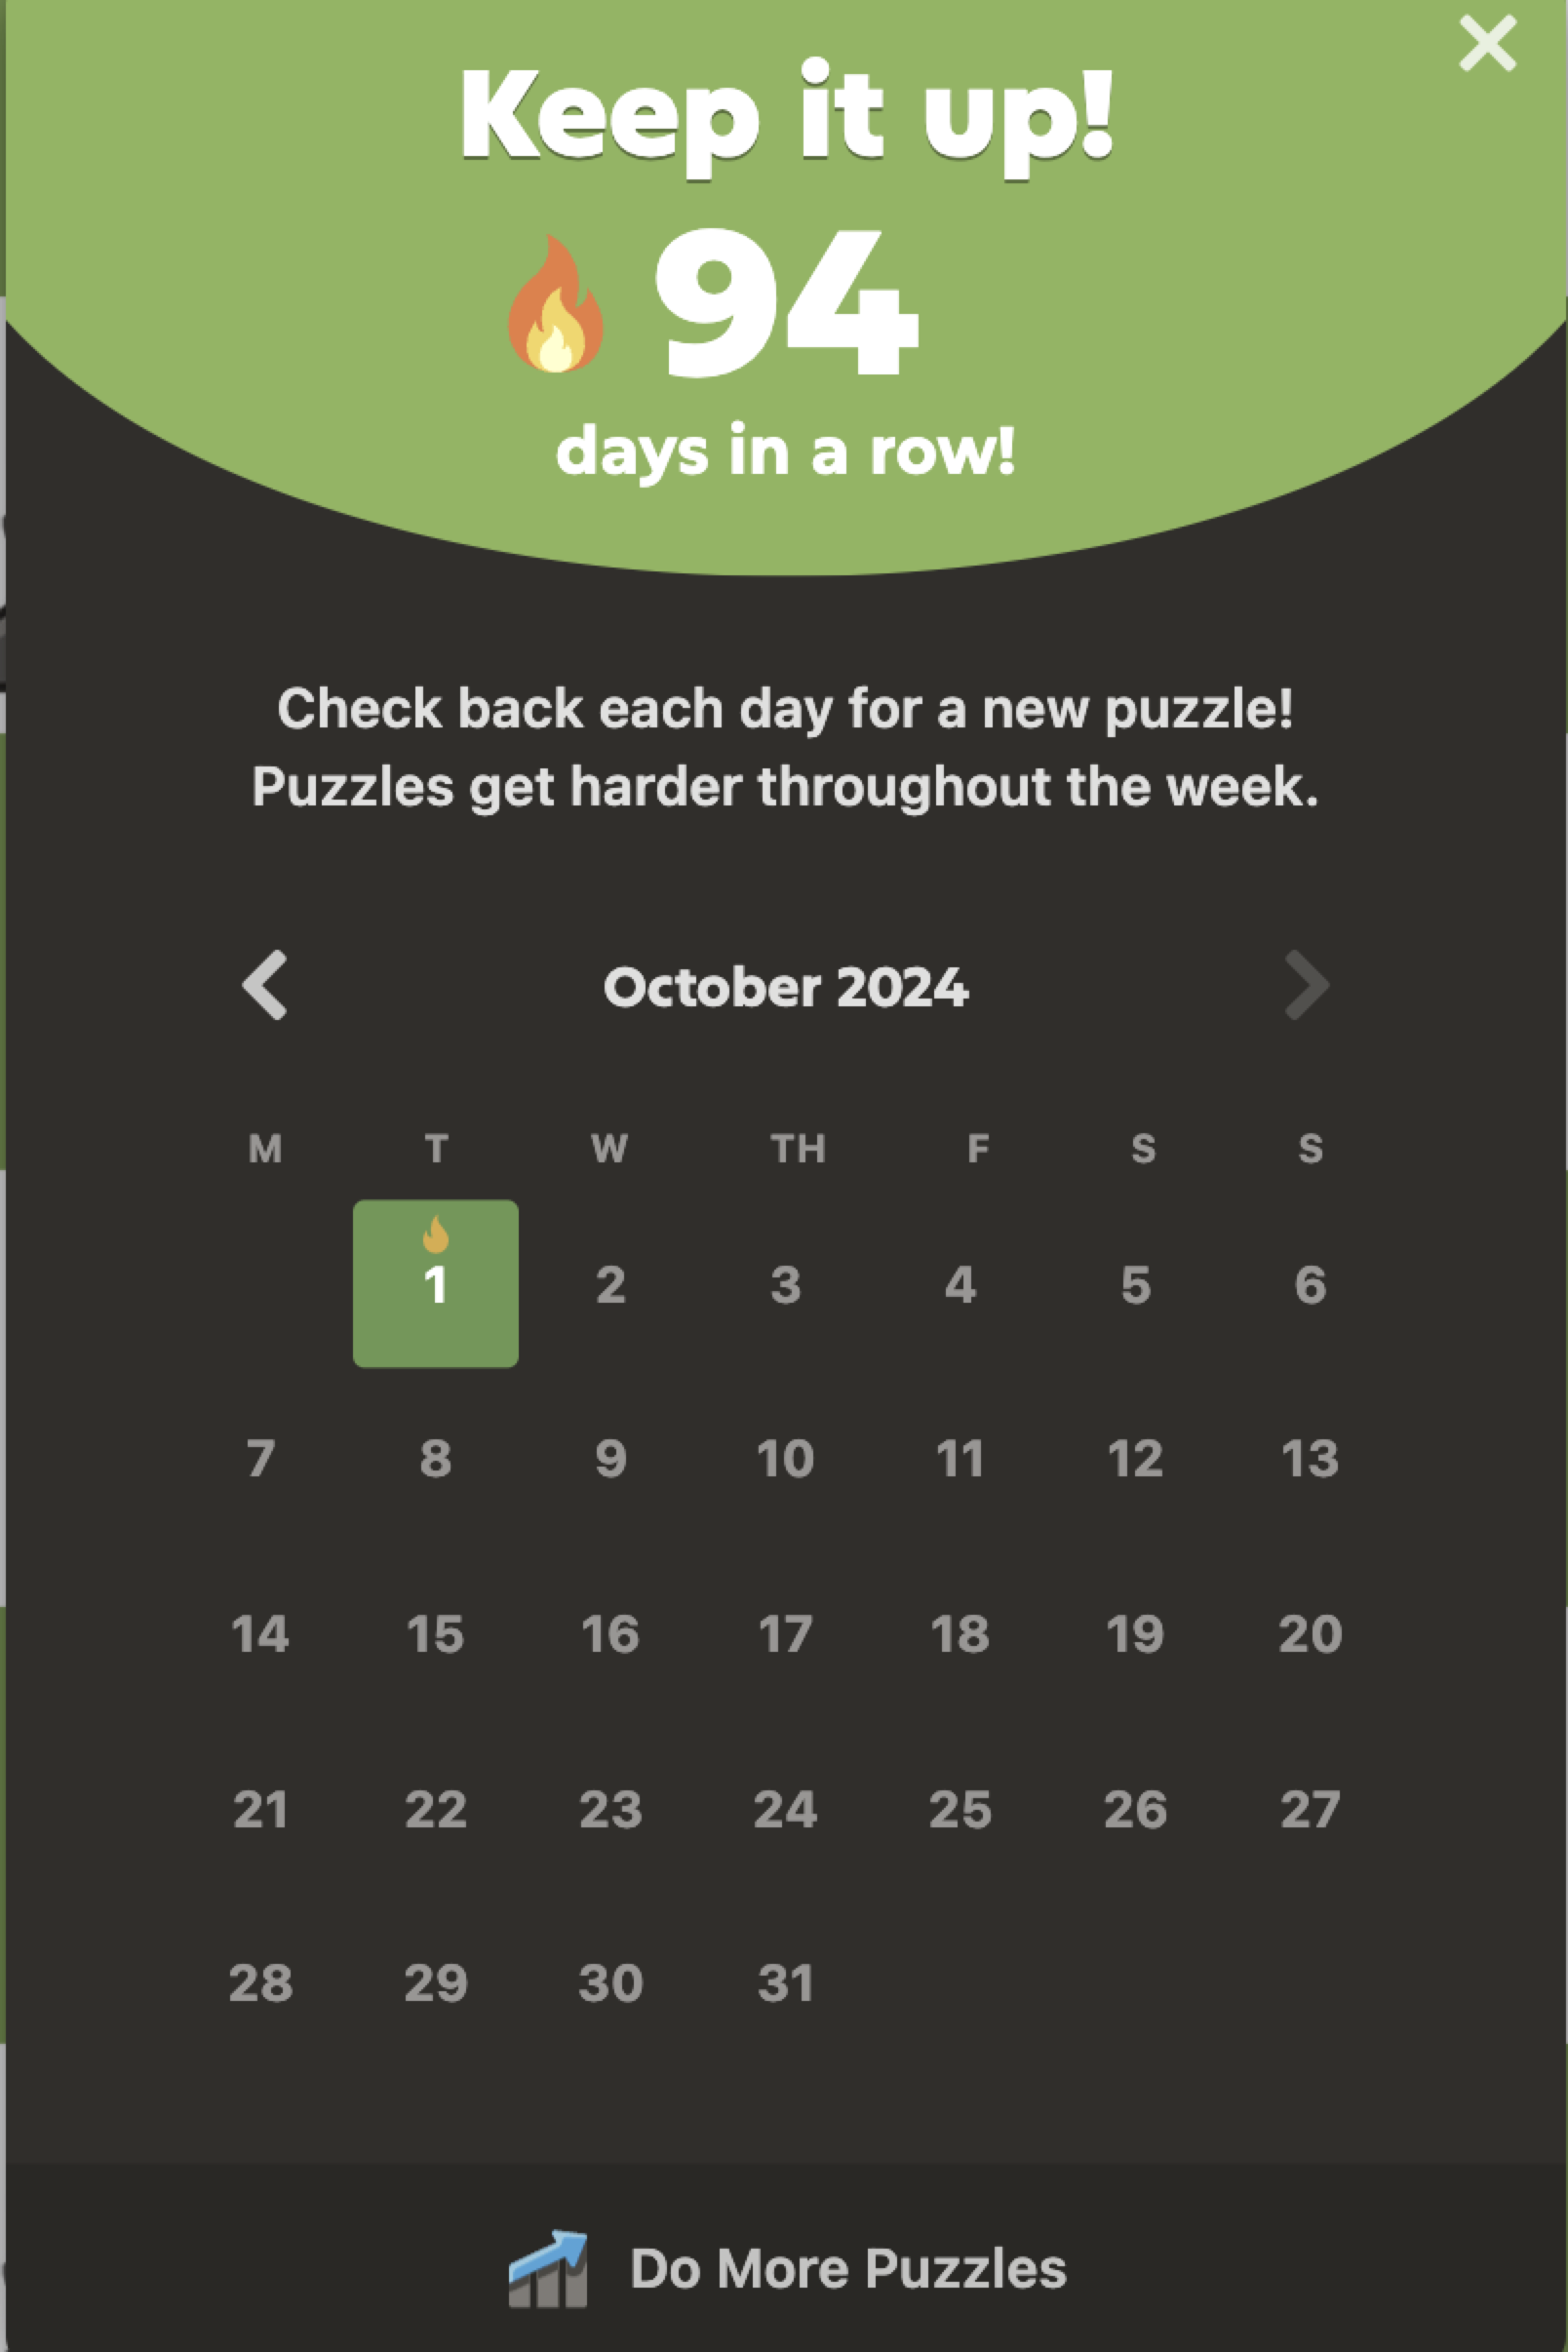 Keep it up!
94
days in a row!
Check back each day for a new puzzle!
Puzzles get harder throughout the week.
October 2024
M T W TH F S S
1 2 3 4 5 6
7 8 9 10 11 12 13
14 15 16 17 18 19 20
21 22 23 24 25 26 27
28 29 30 31
Do More Puzzles